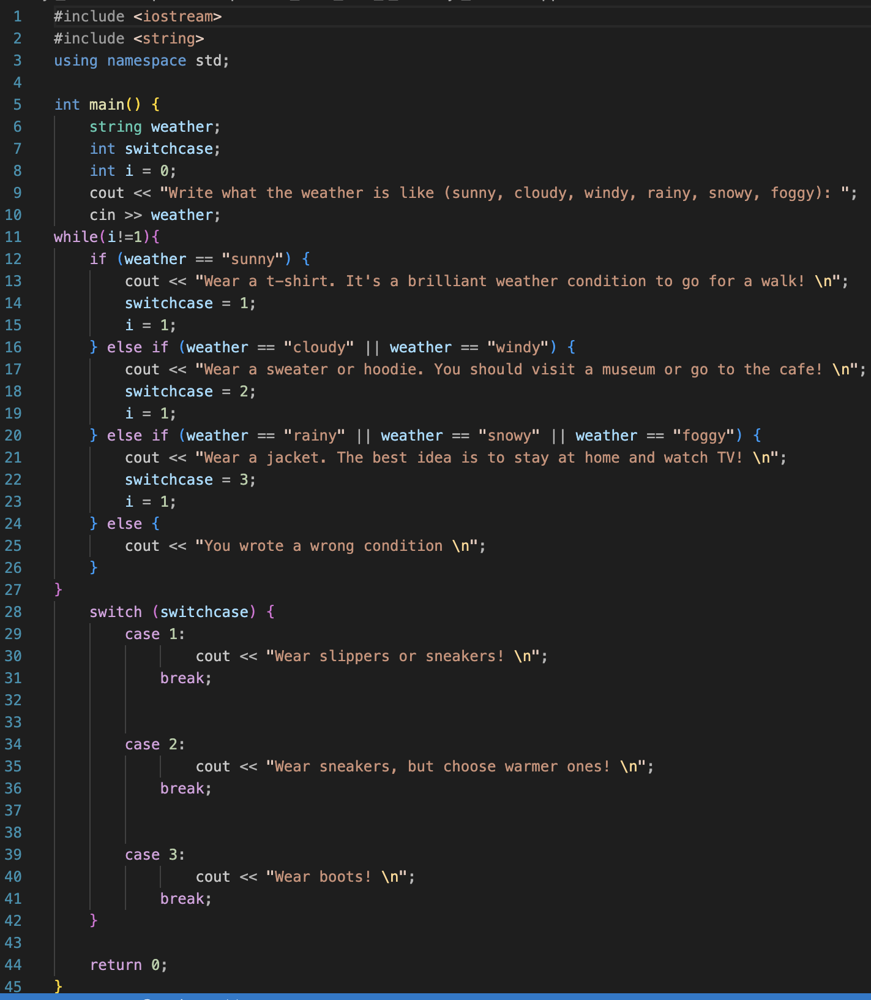 1 #include <iostream>
2 #include <string>
3 using namespace std;
4
5 int main() {
6     string weather;
7     int switchcase;
8     int i = 0;
9     cout << "Write what the weather is like (sunny, cloudy, windy, rainy, snowy, foggy): ";
10     cin >> weather;
11 while(i!=1){
12     if (weather == "sunny") {
13         cout << "Wear a t-shirt. It's a brilliant weather condition to go for a walk! \n";
14         switchcase = 1;
15         i = 1;
16     } else if (weather == "cloudy" || weather == "windy") {
17         cout << "Wear a sweater or hoodie. You should visit a museum or go to the cafe! \n";
18         switchcase = 2;
19         i = 1;
20     } else if (weather == "rainy" || weather == "snowy" || weather == "foggy") {
21         cout << "Wear a jacket. The best idea is to stay at home and watch TV! \n";
22         switchcase = 3;
23         i = 1;
24     } else {
25         cout << "You wrote a wrong condition \n";
26     }
27 }
28     switch (switchcase) {
29         case 1:
30                 cout << "Wear slippers or sneakers! \n";
31             break;
32
33
34         case 2:
35                 cout << "Wear sneakers, but choose warmer ones! \n";
36             break;
37
38
39         case 3:
40                 cout << "Wear boots! \n";
41             break;
42     }
43
44     return 0;
45 }